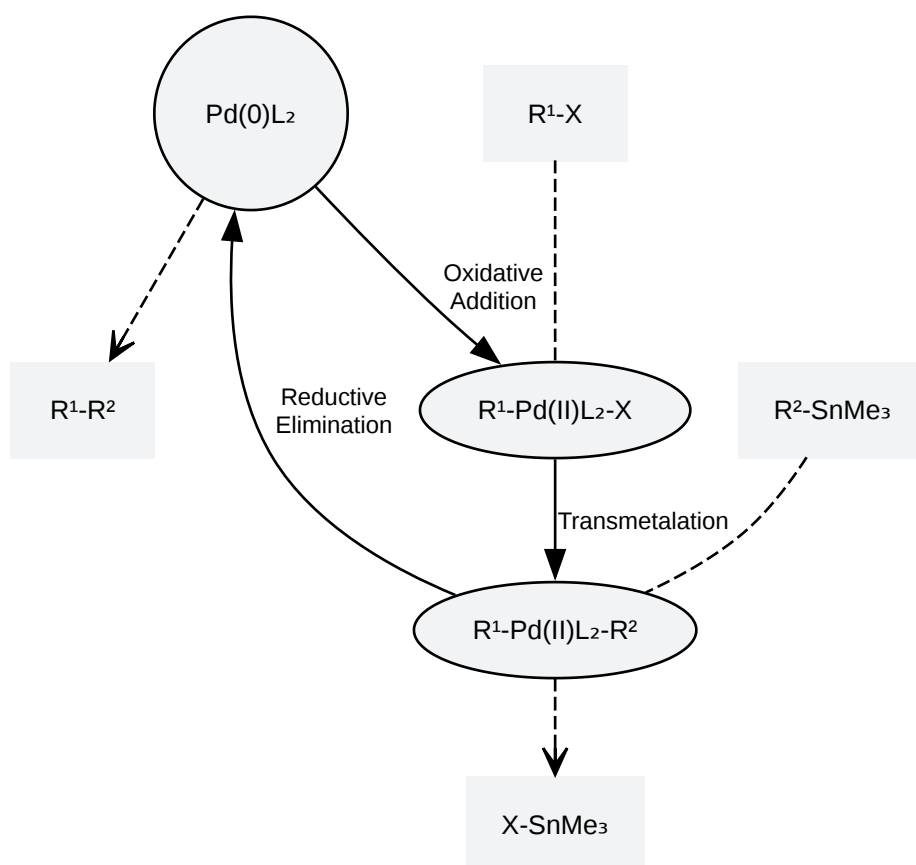 Pd(0)L₂
R¹-X
Oxidative
Addition
R¹-R²
Reductive
Elimination
R¹-Pd(II)L₂-X
R²-SnMe₃
Transmetalation
R¹-Pd(II)L₂-R²
X-SnMe₃